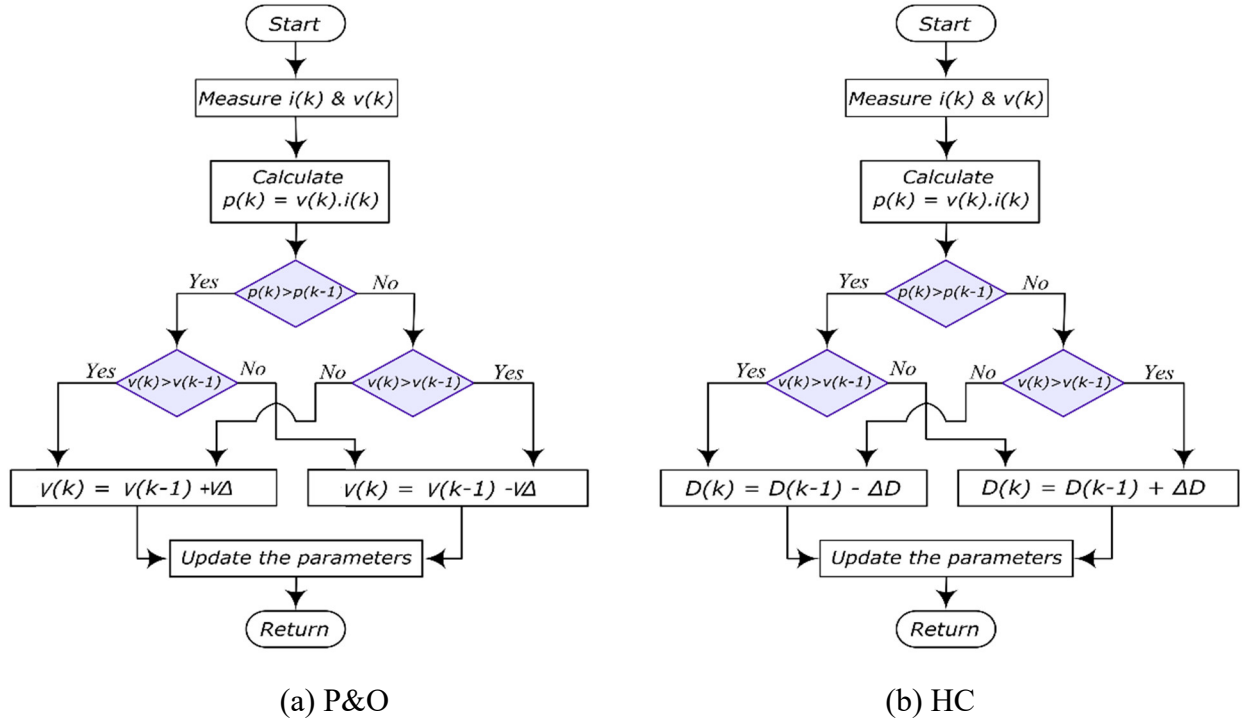 Start
Measure i(k) & v(k)
Calculate
p(k) = v(k).i(k)
p(k)>p(k-1)
Yes
No
v(k)>v(k-1)
Yes
No
v(k)>v(k-1)
No
Yes
v(k) = v(k-1) +VΔ
v(k) = v(k-1) -VΔ
Update the parameters
Return
(a) P&O
Start
Measure i(k) & v(k)
Calculate
p(k) = v(k).i(k)
p(k)>p(k-1)
Yes
No
v(k)>v(k-1)
Yes
No
v(k)>v(k-1)
No
Yes
D(k) = D(k-1) - ΔD
D(k) = D(k-1) + ΔD
Update the parameters
Return
(b) HC